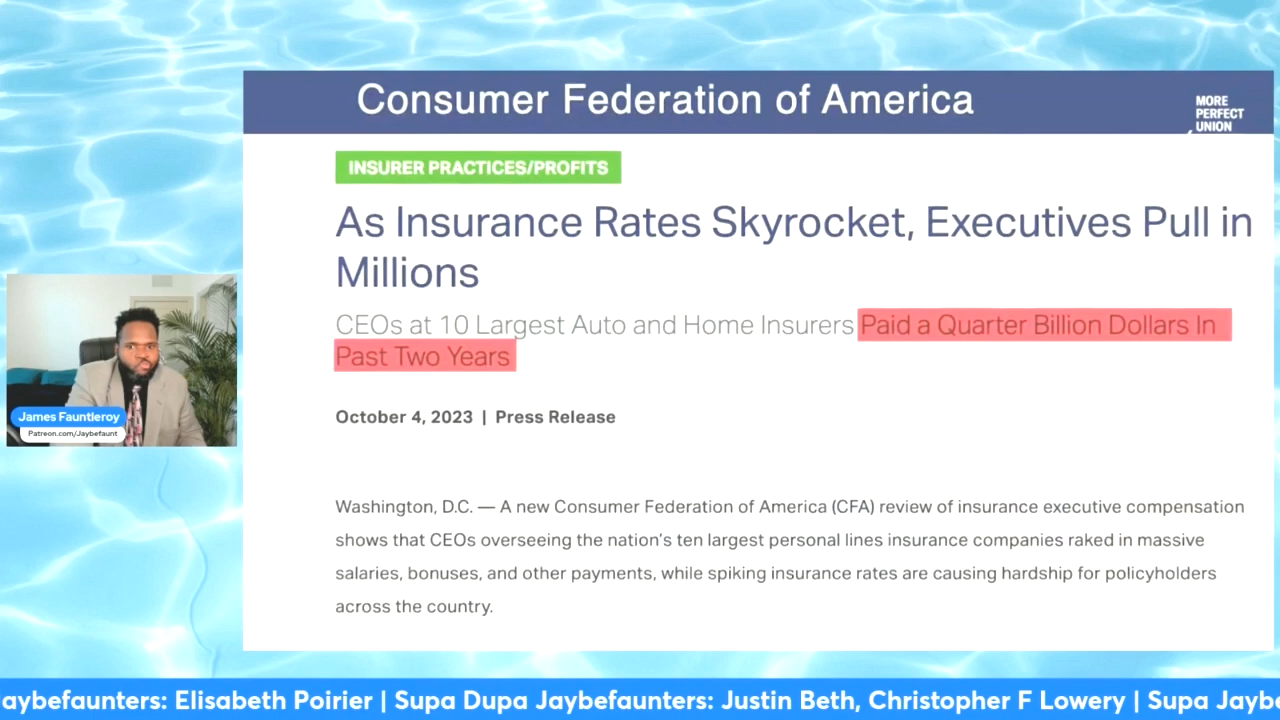 Consumer Federation of America
MORE
PERFECT
UNION
INSURER PRACTICES/PROFITS
As Insurance Rates Skyrocket, Executives Pull in
Millions
CEOs at 10 Largest Auto and Home Insurers Paid a Quarter Billion Dollars In
Past Two Years
October 4, 2023 | Press Release
Washington, D.C. — A new Consumer Federation of America (CFA) review of insurance executive compensation
shows that CEOs overseeing the nation's ten largest personal lines insurance companies raked in massive
salaries, bonuses, and other payments, while spiking insurance rates are causing hardship for policyholders
across the country.
James Fauntleroy
Patreon.com/Jaybefaunt
aybefaunters: Elisabeth Poirier | Supa Dupa Jaybefaunters: Justin Beth, Christopher F Lowery | Supa Jaybe